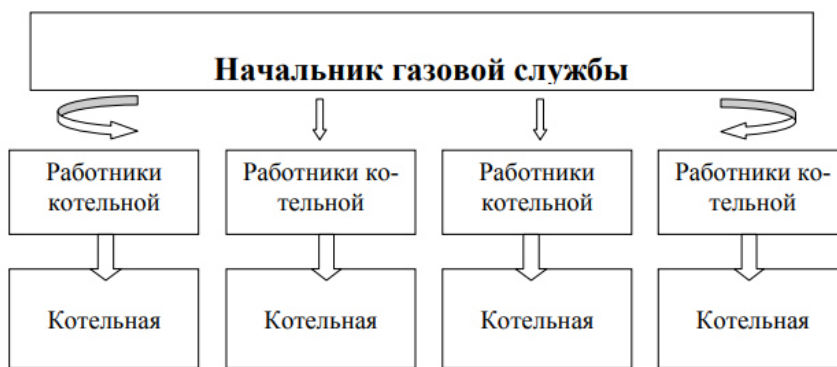 Начальник газовой службы
Работники
котельной
Работники ко-
тельной
Работники
котельной
Работники ко-
тельной
Котельная
Котельная
Котельная
Котельная